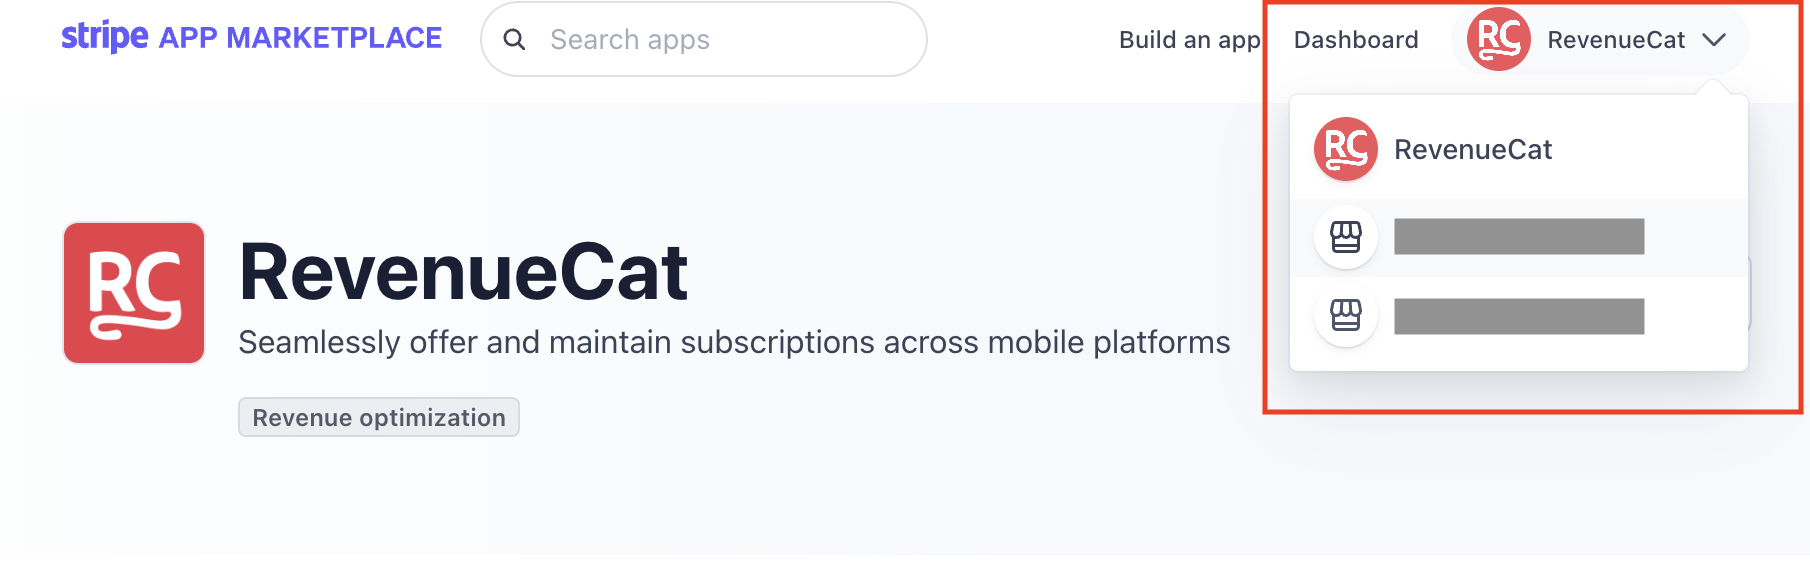 stripe APP MARKETPLACE
Search apps
Build an app
Dashboard
RC
RevenueCat
RC
RevenueCat
RC
RevenueCat
Seamlessly offer and maintain subscriptions across mobile platforms
Revenue optimization